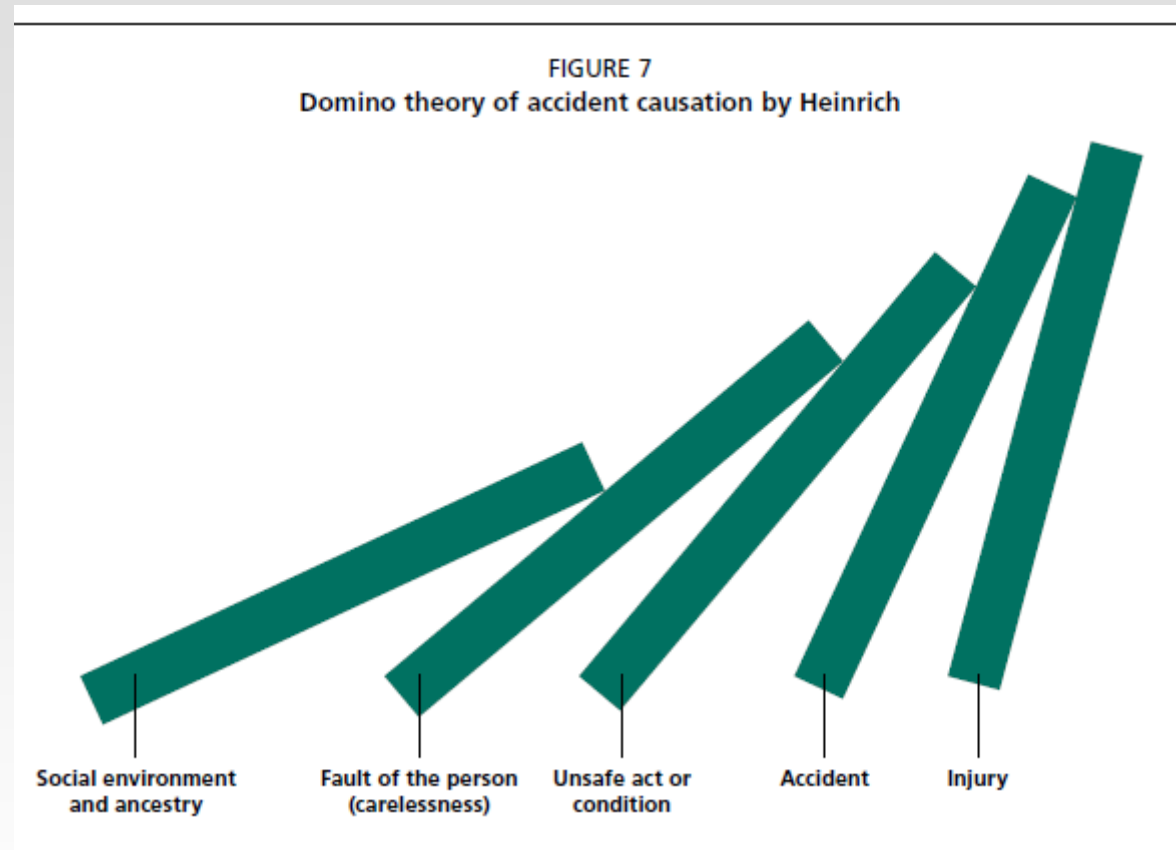 FIGURE 7
Domino theory of accident causation by Heinrich
Social environment
and ancestry
Fault of the person
(carelessness)
Unsafe act or
condition
Accident
Injury